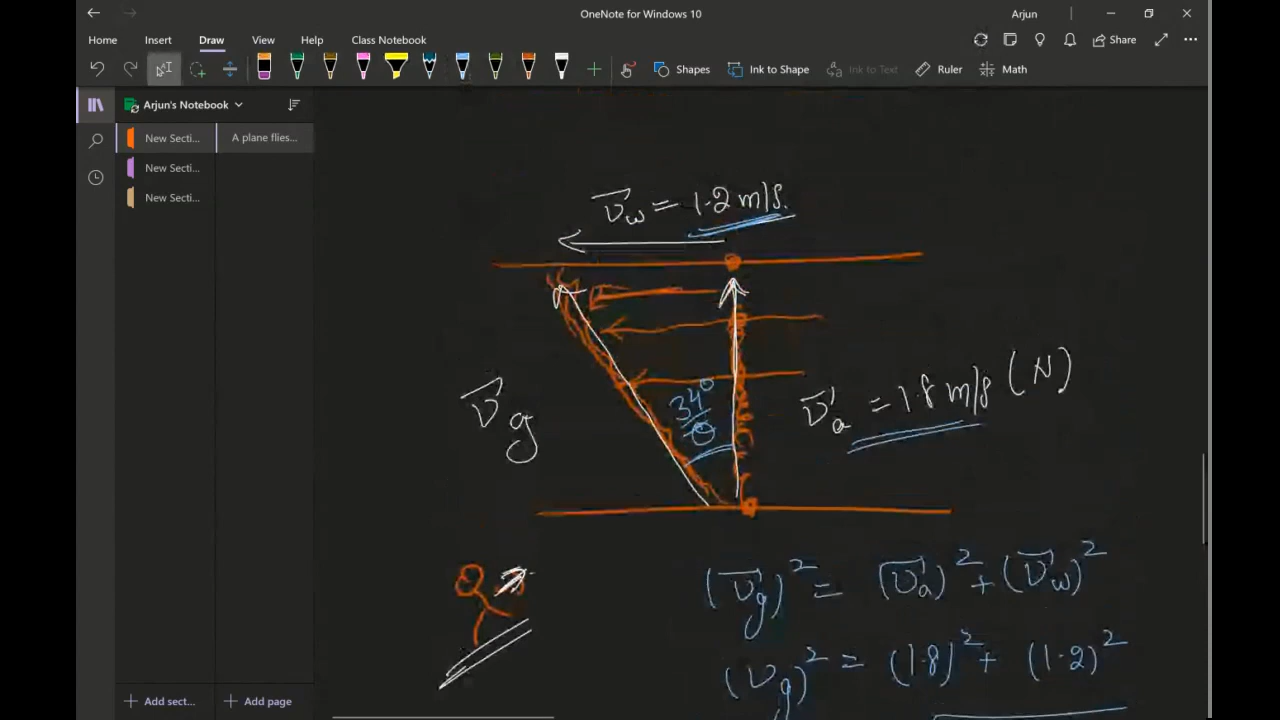 OneNote for Windows 10
Arjun
Home Insert Draw View Help Class Notebook
Share
Shapes Ink to Shape Ink to Text Ruler Math
Arjun's Notebook
New Secti...
A plane flies...
New Secti...
New Secti...
v⃗w = 1.2 m/s.
34°
θ
v⃗g
v⃗'a = 1.8 m/s (N)
(v⃗g)² = (v⃗'a)² + (v⃗w)²
(vg)² = (1.8)² + (1.2)²
Add sect...
Add page